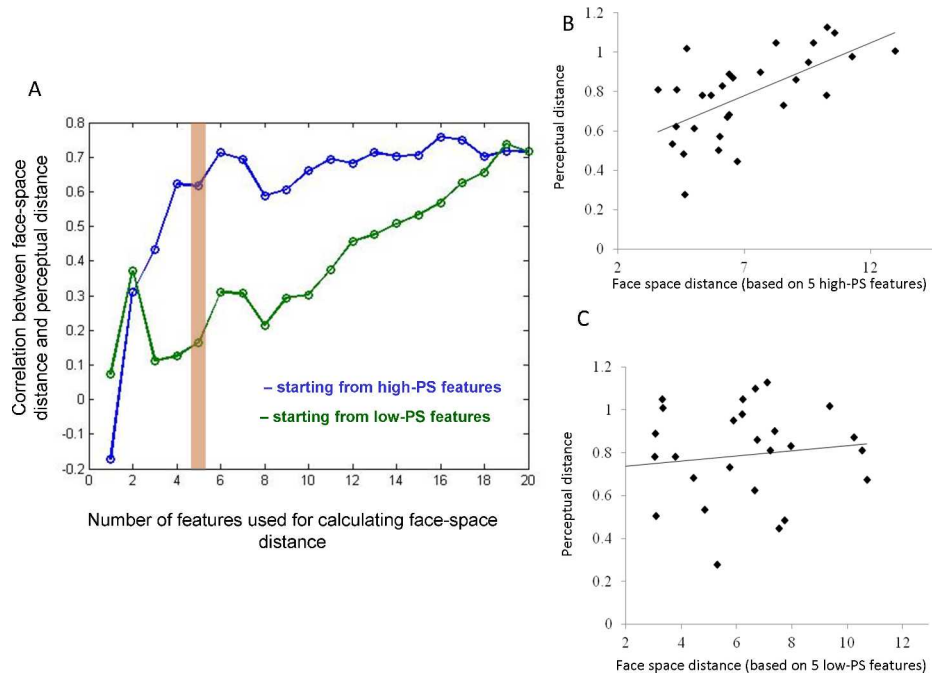 A
Correlation between face-space
distance and perceptual distance
0.8
0.7
0.6
0.5
0.4
0.3
0.2
0.1
0
-0.1
-0.2
0 2 4 6 8 10 12 14 16 18 20
– starting from high-PS features
– starting from low-PS features
Number of features used for calculating face-space
distance
B
Perceptual distance
1.2
1
0.8
0.6
0.4
0.2
0
2 7 12
Face space distance (based on 5 high-PS features)
C
Perceptual distance
1.2
1
0.8
0.6
0.4
0.2
0
2 4 6 8 10 12
Face space distance (based on 5 low-PS features)